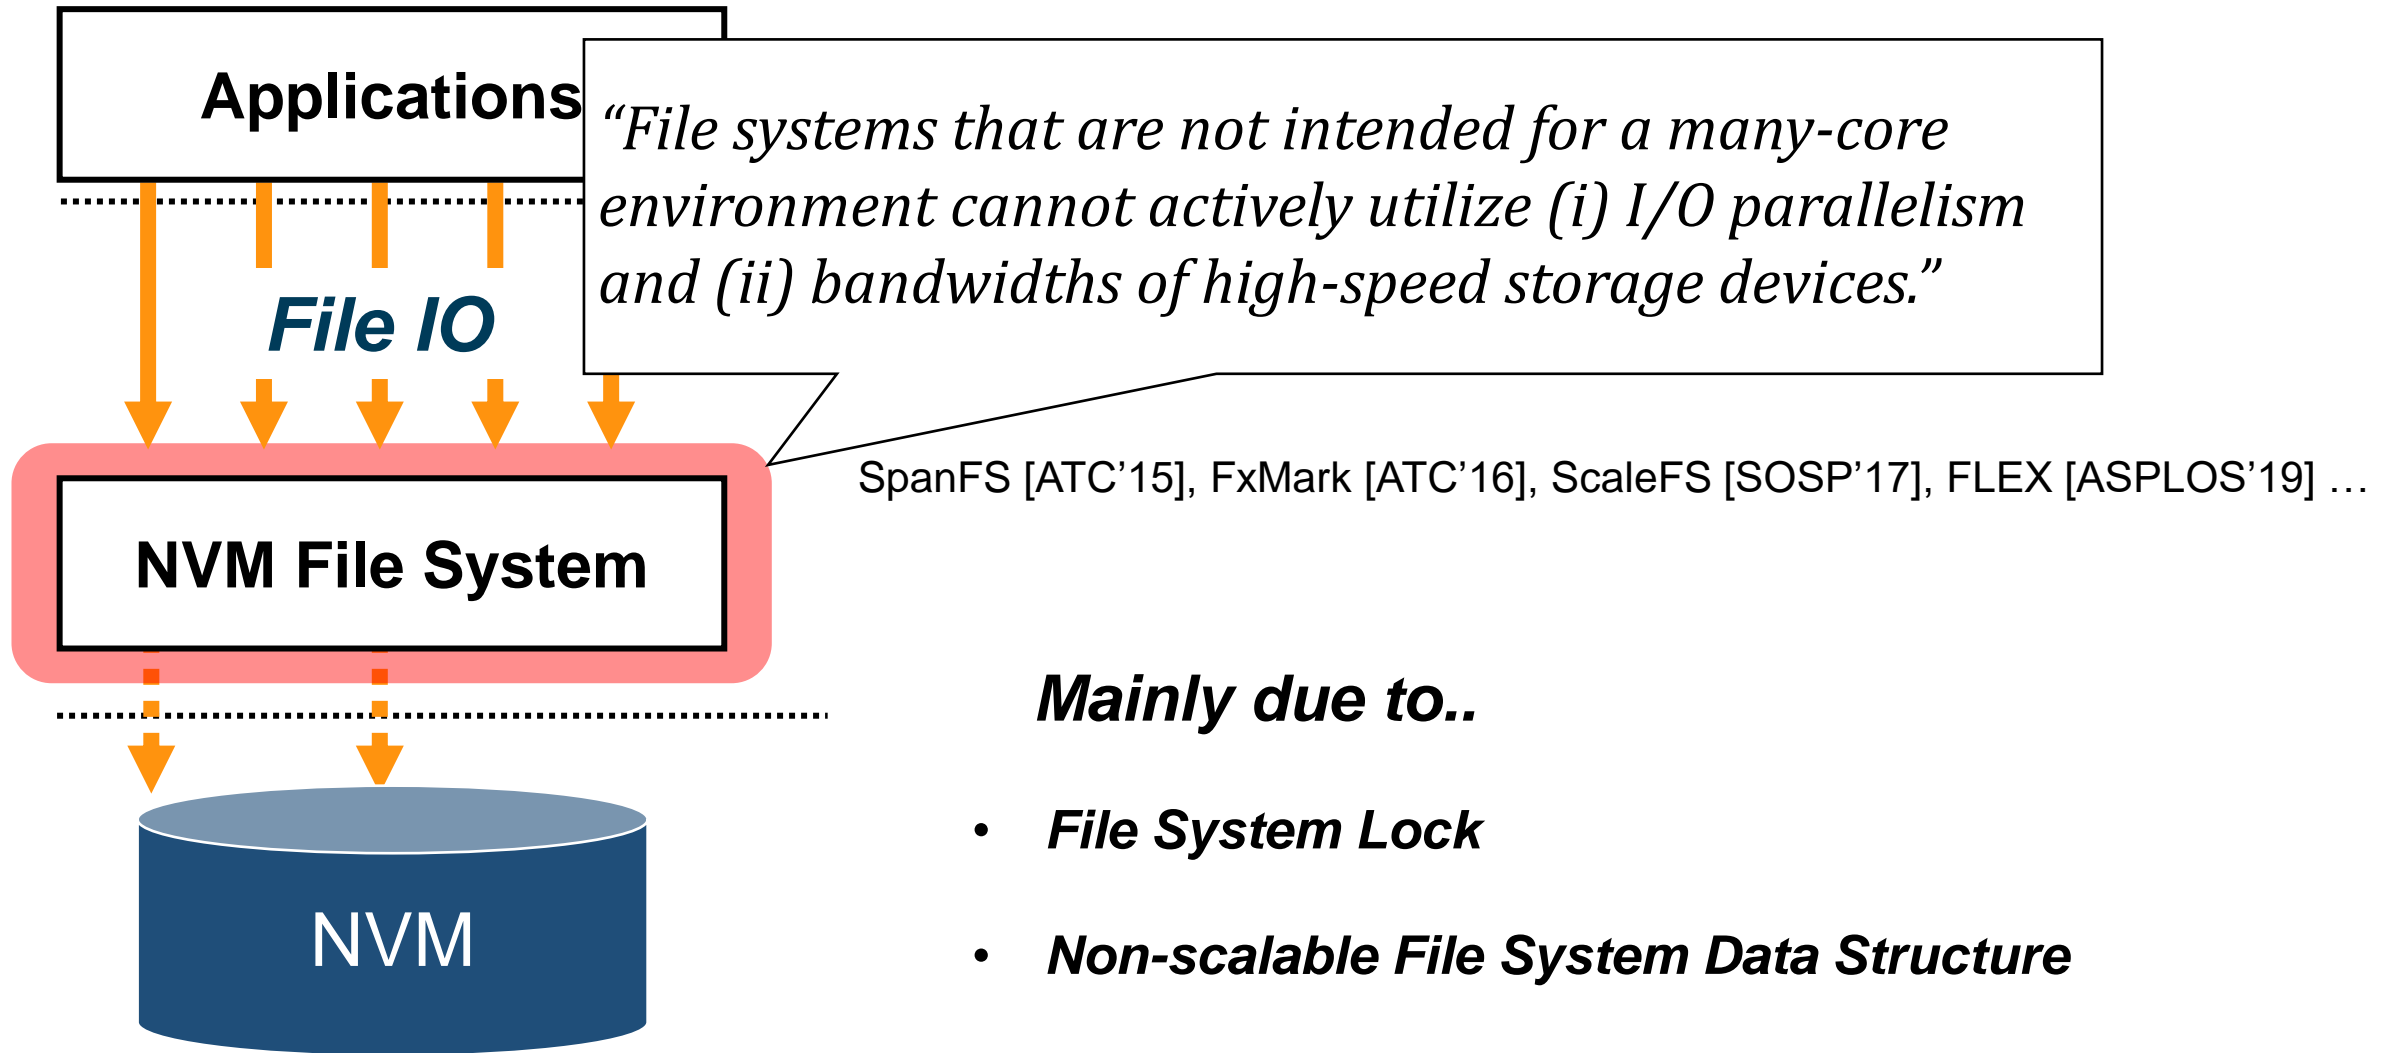 Applications
“File systems that are not intended for a many-core
environment cannot actively utilize (i) I/O parallelism
and (ii) bandwidths of high-speed storage devices.”
File IO
SpanFS [ATC’15], FxMark [ATC’16], ScaleFS [SOSP’17], FLEX [ASPLOS’19] …
NVM File System
Mainly due to..
• File System Lock
• Non-scalable File System Data Structure
NVM